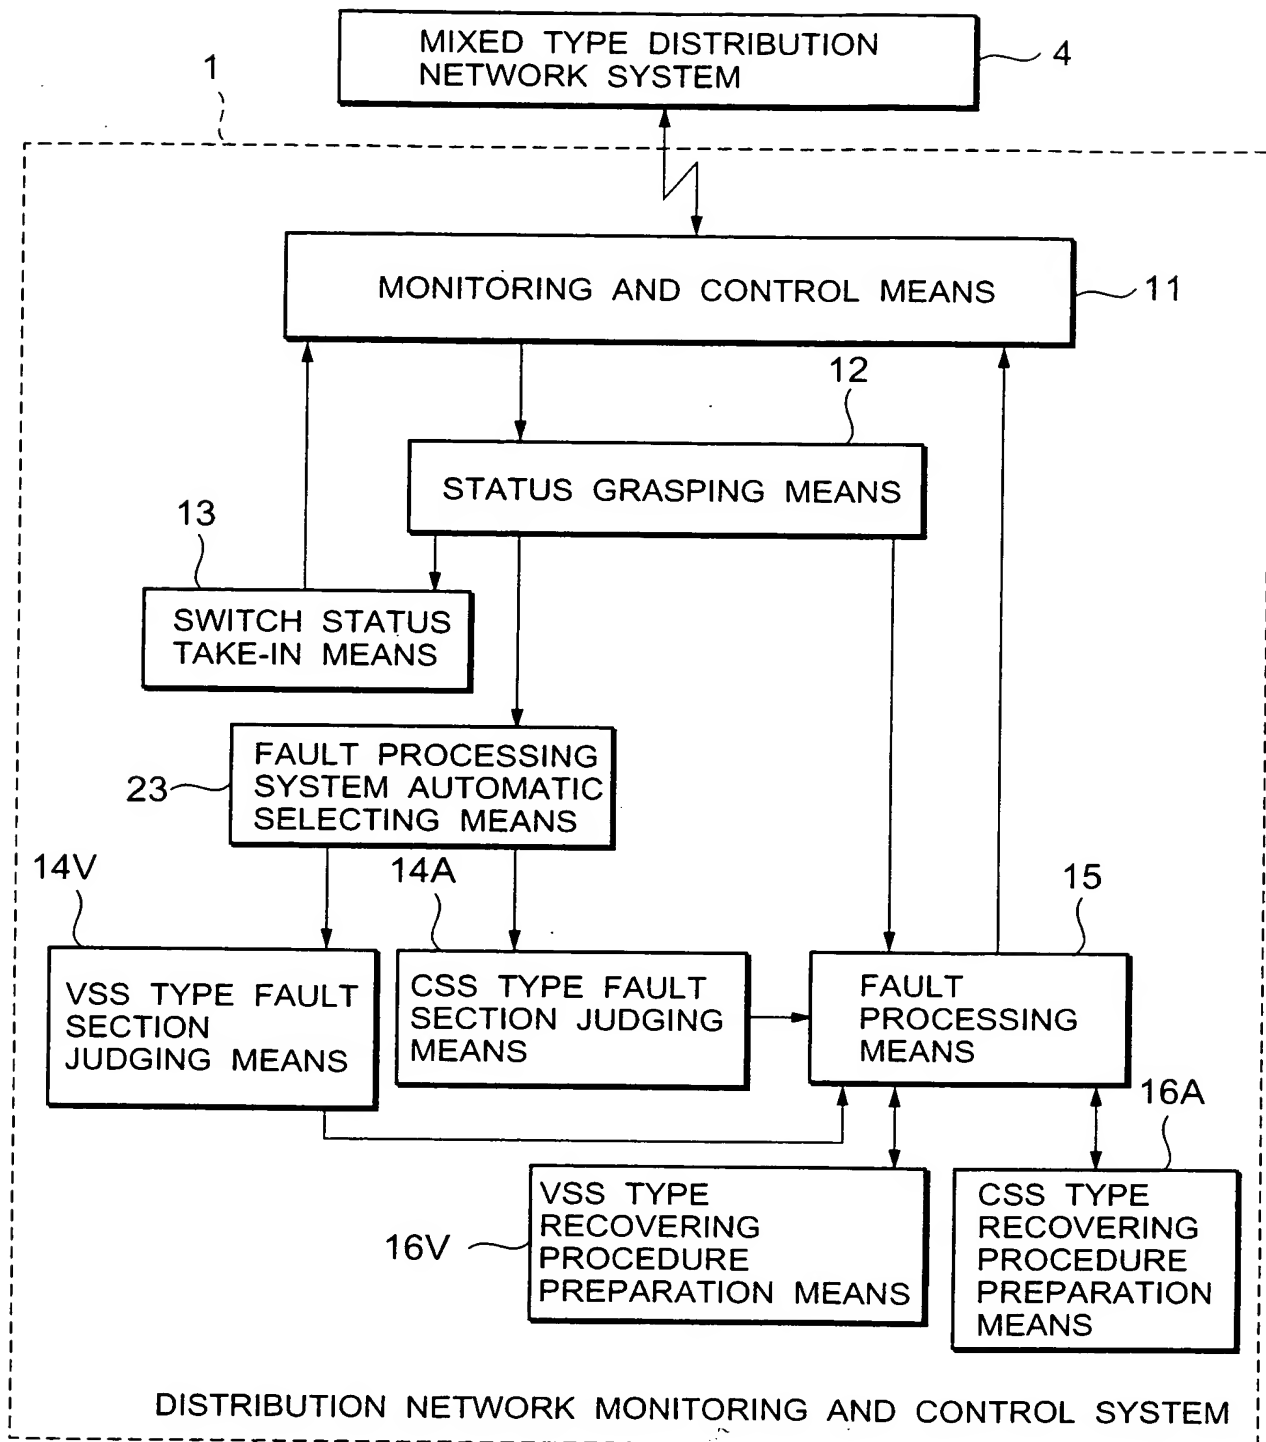 MIXED TYPE DISTRIBUTION
NETWORK SYSTEM
4
1
MONITORING AND CONTROL MEANS
11
12
STATUS GRASPING MEANS
13
SWITCH STATUS
TAKE-IN MEANS
FAULT PROCESSING
SYSTEM AUTOMATIC
SELECTING MEANS
23
14V
14A
15
VSS TYPE FAULT
SECTION
JUDGING MEANS
CSS TYPE FAULT
SECTION JUDGING
MEANS
FAULT
PROCESSING
MEANS
16A
VSS TYPE
RECOVERING
PROCEDURE
PREPARATION MEANS
16V
CSS TYPE
RECOVERING
PROCEDURE
PREPARATION
MEANS
DISTRIBUTION NETWORK MONITORING AND CONTROL SYSTEM